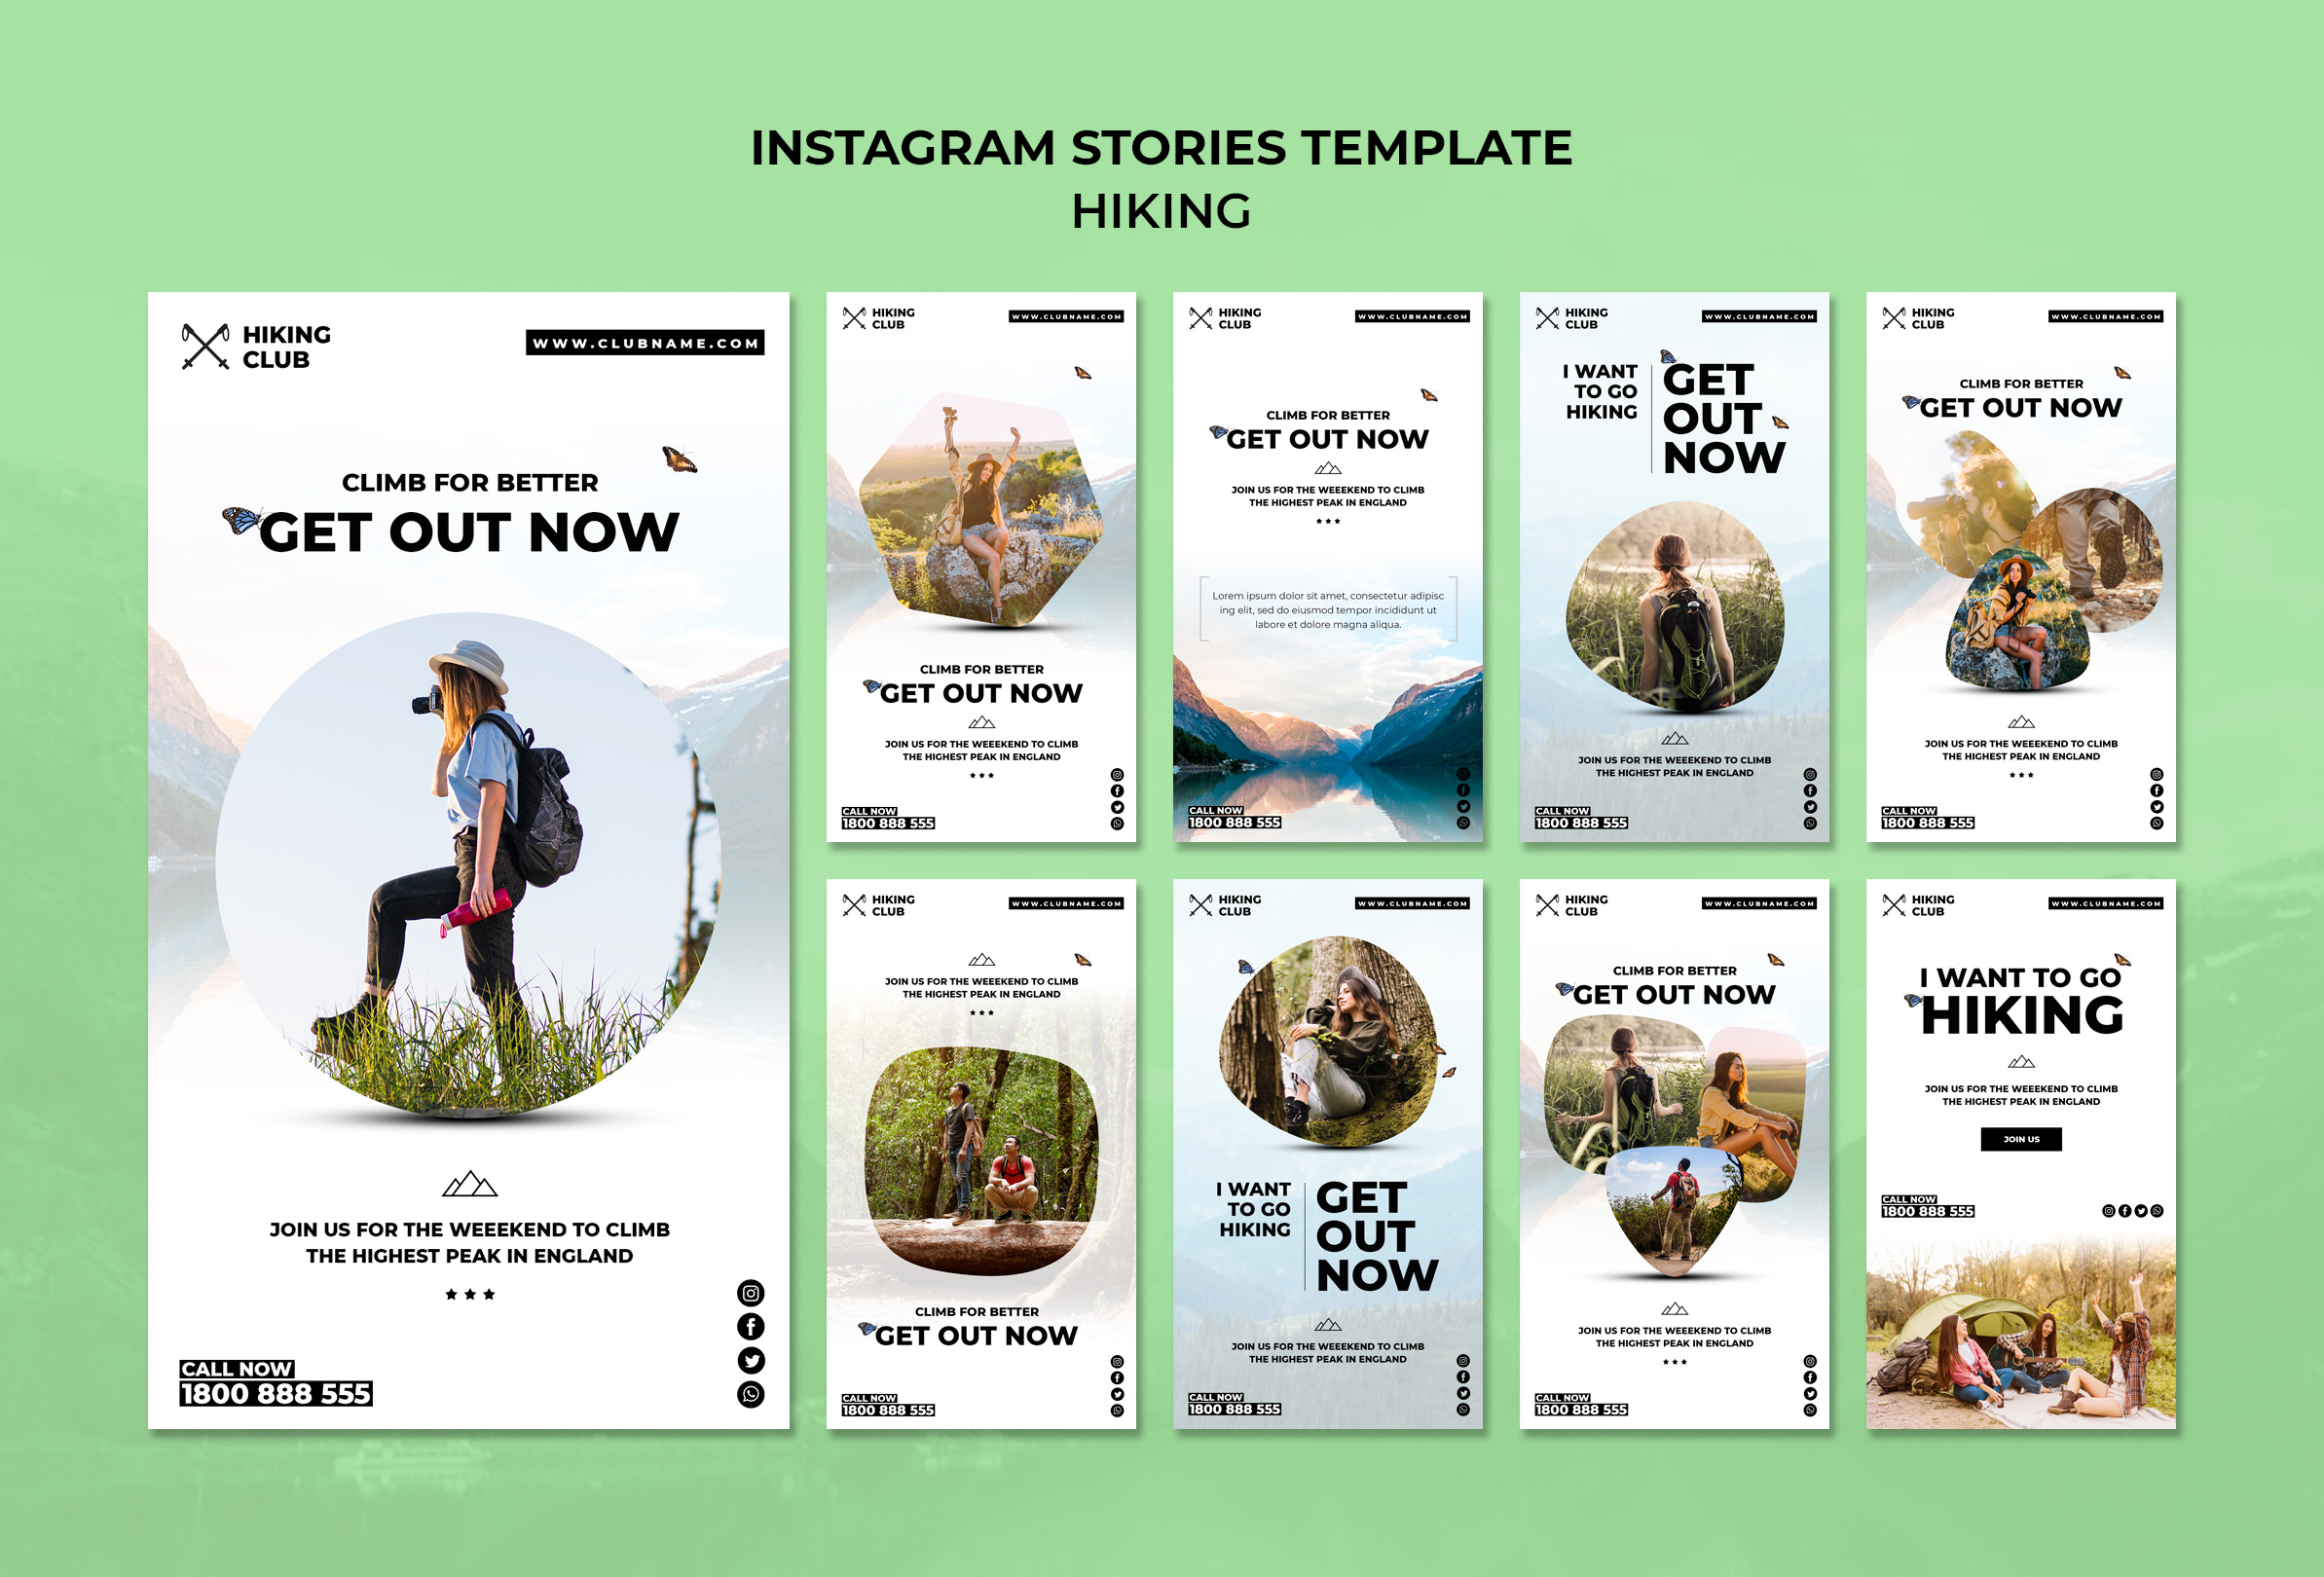 INSTAGRAM STORIES TEMPLATE
HIKING
HIKING
CLUB
WWW.CLUBNAME.COM
CLIMB FOR BETTER
GET OUT NOW
JOIN US FOR THE WEEEKEND TO CLIMB
THE HIGHEST PEAK IN ENGLAND
CALL NOW
1800 888 555
HIKING
CLUB
WWW.CLUBNAME.COM
CLIMB FOR BETTER
GET OUT NOW
JOIN US FOR THE WEEEKEND TO CLIMB
THE HIGHEST PEAK IN ENGLAND
CALL NOW
1800 888 555
HIKING
CLUB
WWW.CLUBNAME.COM
CLIMB FOR BETTER
GET OUT NOW
JOIN US FOR THE WEEEKEND TO CLIMB
THE HIGHEST PEAK IN ENGLAND
Lorem ipsum dolor sit amet, consectetur adipisc
ing elit, sed do eiusmod tempor incididunt ut
labore et dolore magna aliqua.
CALL NOW
1800 888 555
HIKING
CLUB
WWW.CLUBNAME.COM
I WANT
TO GO
HIKING
GET
OUT
NOW
JOIN US FOR THE WEEEKEND TO CLIMB
THE HIGHEST PEAK IN ENGLAND
CALL NOW
1800 888 555
HIKING
CLUB
WWW.CLUBNAME.COM
CLIMB FOR BETTER
GET OUT NOW
JOIN US FOR THE WEEEKEND TO CLIMB
THE HIGHEST PEAK IN ENGLAND
CALL NOW
1800 888 555
HIKING
CLUB
WWW.CLUBNAME.COM
JOIN US FOR THE WEEEKEND TO CLIMB
THE HIGHEST PEAK IN ENGLAND
CLIMB FOR BETTER
GET OUT NOW
CALL NOW
1800 888 555
HIKING
CLUB
WWW.CLUBNAME.COM
I WANT
TO GO
HIKING
GET
OUT
NOW
JOIN US FOR THE WEEEKEND TO CLIMB
THE HIGHEST PEAK IN ENGLAND
CALL NOW
1800 888 555
HIKING
CLUB
WWW.CLUBNAME.COM
CLIMB FOR BETTER
GET OUT NOW
JOIN US FOR THE WEEEKEND TO CLIMB
THE HIGHEST PEAK IN ENGLAND
CALL NOW
1800 888 555
HIKING
CLUB
WWW.CLUBNAME.COM
I WANT TO GO
HIKING
JOIN US FOR THE WEEEKEND TO CLIMB
THE HIGHEST PEAK IN ENGLAND
JOIN US
CALL NOW
1800 888 555